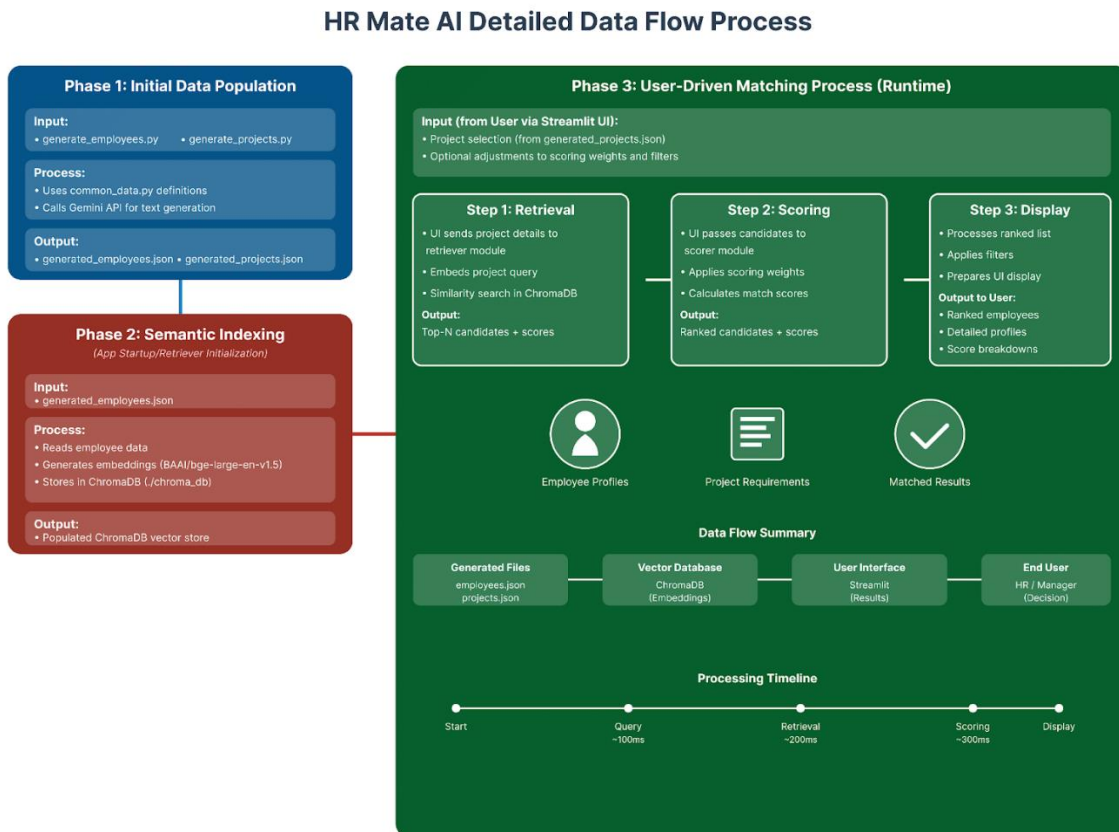 HR Mate AI Detailed Data Flow Process
Phase 1: Initial Data Population
Input:
• generate_employees.py • generate_projects.py
Process:
• Uses common_data.py definitions
• Calls Gemini API for text generation
Output:
• generated_employees.json • generated_projects.json
Phase 2: Semantic Indexing
(App Startup/Retriever Initialization)
Input:
• generated_employees.json
Process:
• Reads employee data
• Generates embeddings (BAAI/bge-large-en-v1.5)
• Stores in ChromaDB (./chroma_db)
Output:
• Populated ChromaDB vector store
Phase 3: User-Driven Matching Process (Runtime)
Input (from User via Streamlit UI):
• Project selection (from generated_projects.json)
• Optional adjustments to scoring weights and filters
Step 1: Retrieval
• UI sends project details to
retriever module
• Embeds project query
• Similarity search in ChromaDB
Output:
Top-N candidates + scores
Step 2: Scoring
• UI passes candidates to
scorer module
• Applies scoring weights
• Calculates match scores
Output:
Ranked candidates + scores
Step 3: Display
• Processes ranked list
• Applies filters
• Prepares UI display
Output to User:
• Ranked employees
• Detailed profiles
• Score breakdowns
Employee Profiles
Project Requirements
Matched Results
Data Flow Summary
Generated Files
employees.json
projects.json
Vector Database
ChromaDB
(Embeddings)
User Interface
Streamlit
(Results)
End User
HR / Manager
(Decision)
Processing Timeline
Start
Query
~100ms
Retrieval
~200ms
Scoring
~300ms
Display